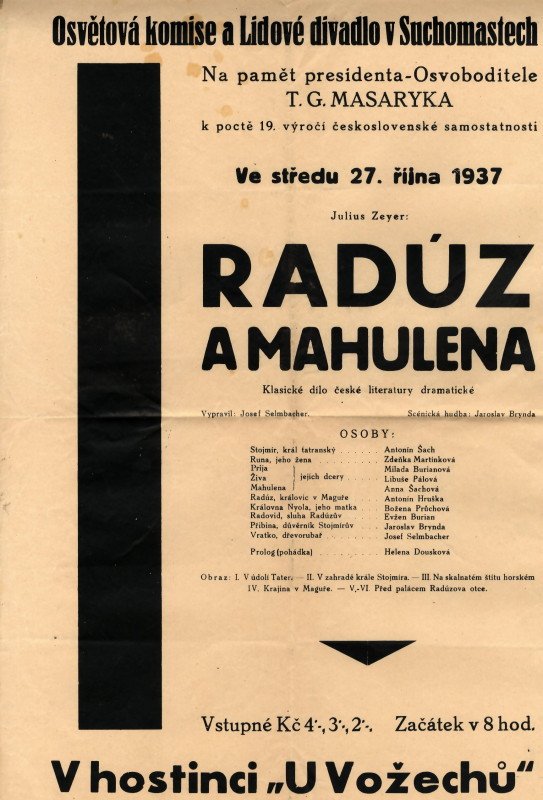 Osvětová komise a Lidové divadlo v Suchomastech
Na pamět presidenta-Osvoboditele
T. G. MASARYKA
k poctě 19. výročí československé samostatnosti
Ve středu 27. října 1937
Julius Zeyer:
RADÚZ
A MAHULENA
Klasické dílo české literatury dramatické
Vypravil: Josef Selmbacher. Scénická hudba: Jaroslav Brynda
OSOBY:
Stojmír, král tatranský . . . . . . Antonín Šach
Runa, jeho žena . . . . . . . . Zdeňka Martínková
Prija Milada Burianová
Živa } jejich dcery . . . . . . Libuše Pálová
Mahulena Anna Šachová
Radúz, kralovic v Maguře . . . . Antonín Hruška
Královna Nyola, jeho matka . . . Božena Průchová
Radovid, sluha Radúzův . . . . . Evžen Burian
Přibina, důvěrník Stojmírův . . . . Jaroslav Brynda
Vratko, dřevorubař . . . . . . . Josef Selmbacher
Prolog (pohádka) . . . . . . . Helena Dousková
Obraz: I. V údolí Tater. — II. V zahradě krále Stojmíra. — III. Na skalnatém štítu horském
IV. Krajina v Maguře. — V.-VI. Před palácem Radúzova otce.
Vstupné Kč 4·-, 3·-, 2·-. Začátek v 8 hod.
V hostinci „U Vožechů“